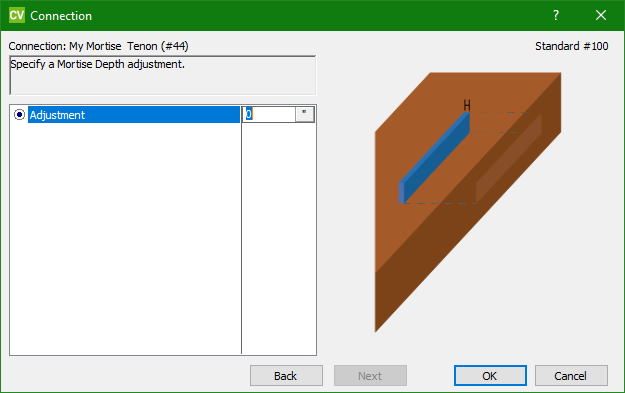 CV Connection ?
Connection: My Mortise  Tenon (#44)
Standard #100
Specify a Mortise Depth adjustment.
Adjustment 0 "
H
Back Next OK Cancel